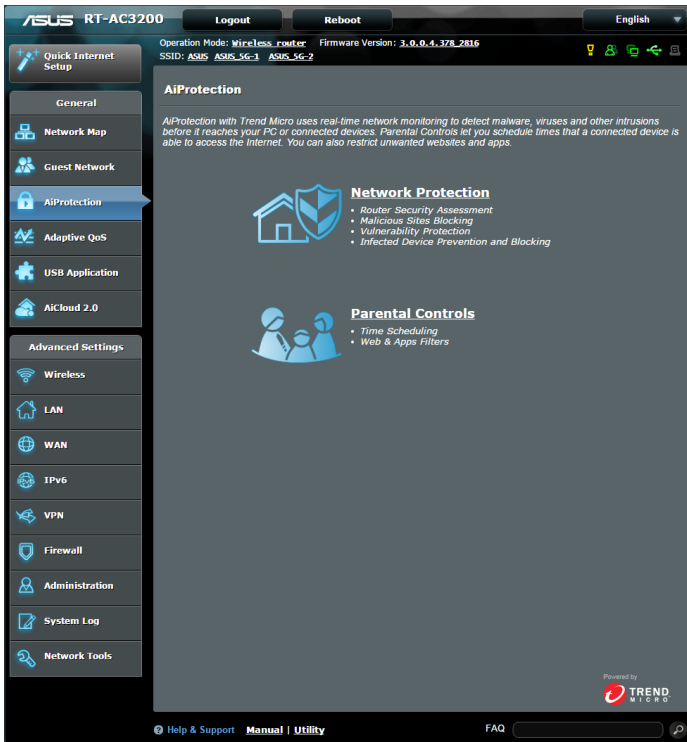 ASUS RT-AC3200
Logout
Reboot
English
Quick Internet
Setup
Operation Mode: Wireless router Firmware Version: 3.0.0.4.378_2816
SSID: ASUS ASUS_5G-1 ASUS_5G-2
General
Network Map
Guest Network
AiProtection
Adaptive QoS
USB Application
AiCloud 2.0
Advanced Settings
Wireless
LAN
WAN
IPv6
IPv6
VPN
Firewall
Administration
System Log
Network Tools
AiProtection
AiProtection with Trend Micro uses real-time network monitoring to detect malware, viruses and other intrusions
before it reaches your PC or connected devices. Parental Controls let you schedule times that a connected device is
able to access the Internet. You can also restrict unwanted websites and apps.
Network Protection
• Router Security Assessment
• Malicious Sites Blocking
• Vulnerability Protection
• Infected Device Prevention and Blocking
Parental Controls
• Time Scheduling
• Web & Apps Filters
Powered by
TREND
MICRO
? Help & Support Manual | Utility
FAQ